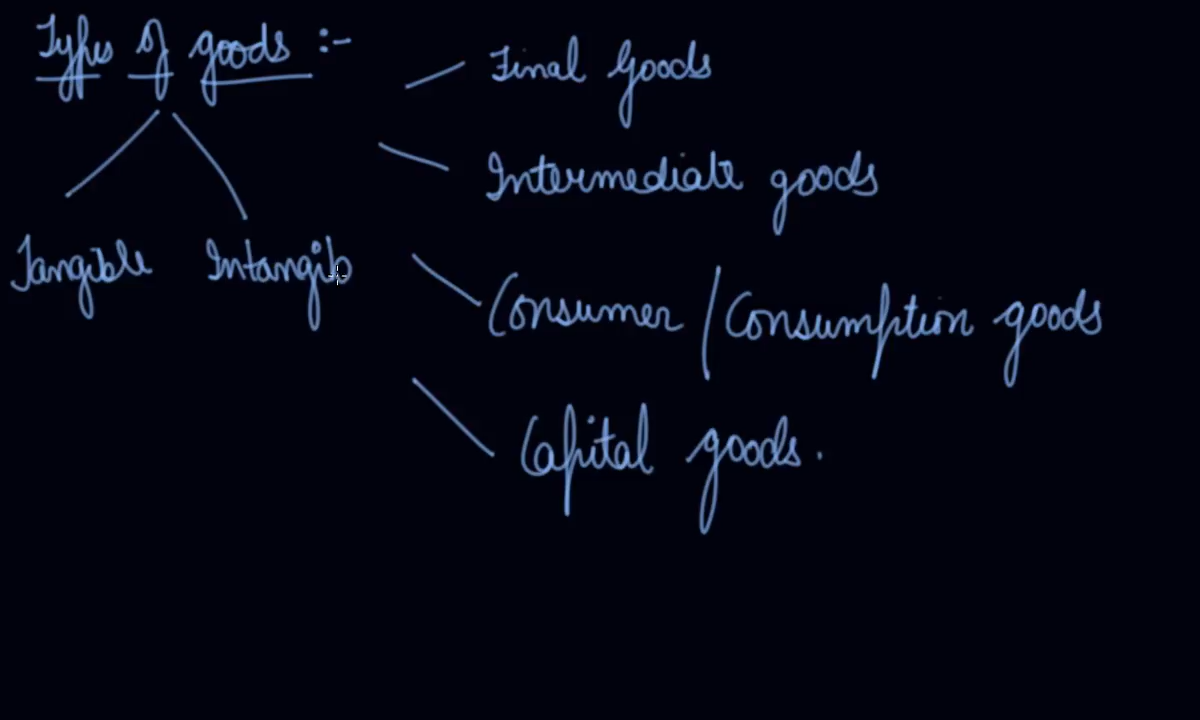 Types of goods :-
Final Goods
Intermediate goods
Tangible Intangib
Consumer / Consumption goods
Capital goods.